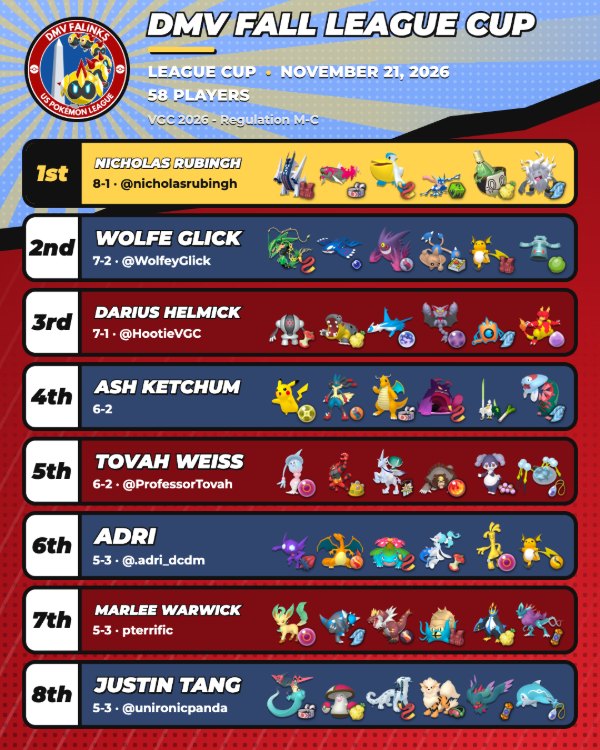 DMV FALINKS
US POKEMON LEAGUE
DMV FALL LEAGUE CUP
LEAGUE CUP • NOVEMBER 21, 2026
58 PLAYERS
VCC 2026 - Regulation M-C
1st
NICHOLAS RUBINGH
8-1 · @nicholasrubingh
2nd
WOLFE GLICK
7-2 · @WolfeyGlick
3rd
DARIUS HELMICK
7-1 · @HootieVGC
4th
ASH KETCHUM
6-2
5th
TOVAH WEISS
6-2 · @ProfessorTovah
6th
ADRI
5-3 · @.adri_dcdm
7th
MARLEE WARWICK
5-3 · pterrific
8th
JUSTIN TANG
5-3 · @unironicpanda